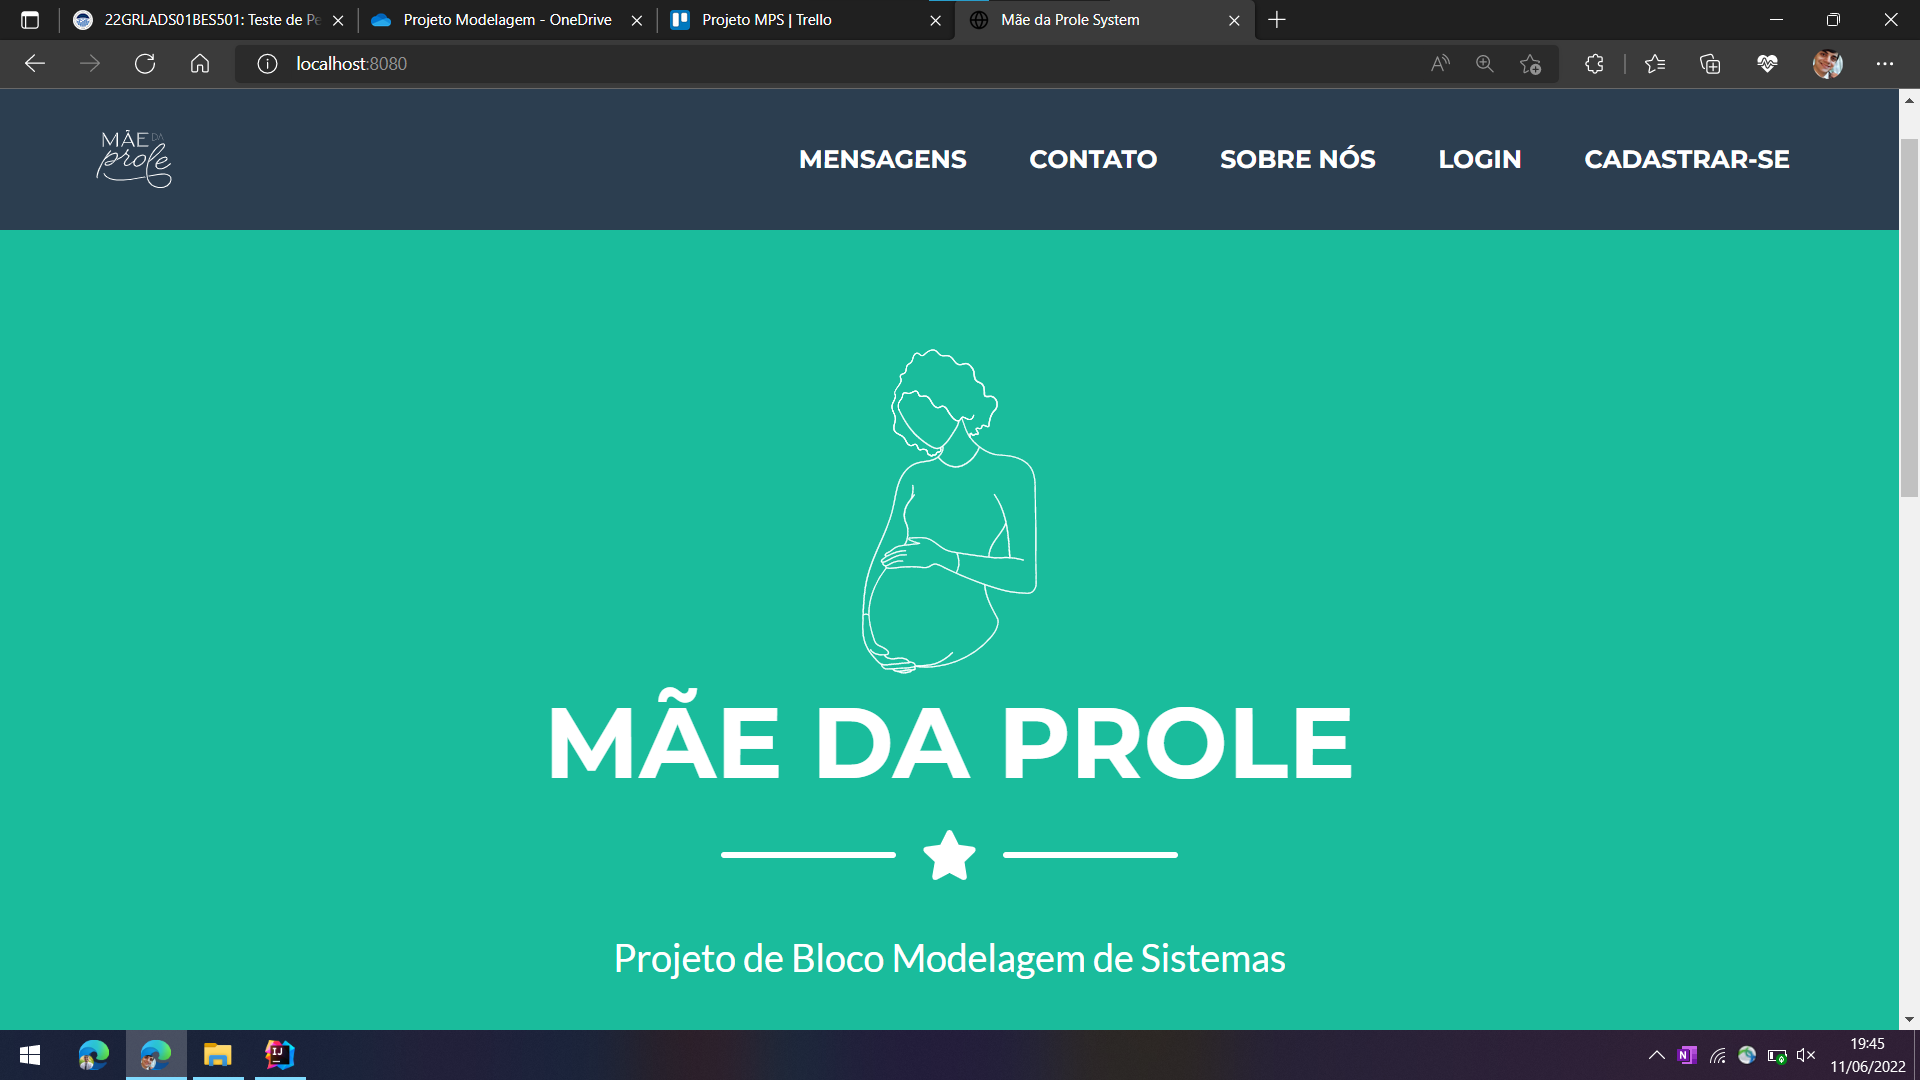 22GRLADS01BES501: Teste de Pe
Projeto Modelagem - OneDrive
Projeto MPS | Trello
Mãe da Prole System
localhost:8080
MÃE DA
prole
MENSAGENS
CONTATO
SOBRE NÓS
LOGIN
CADASTRAR-SE
MÃE DA PROLE
Projeto de Bloco Modelagem de Sistemas
19:45
11/06/2022